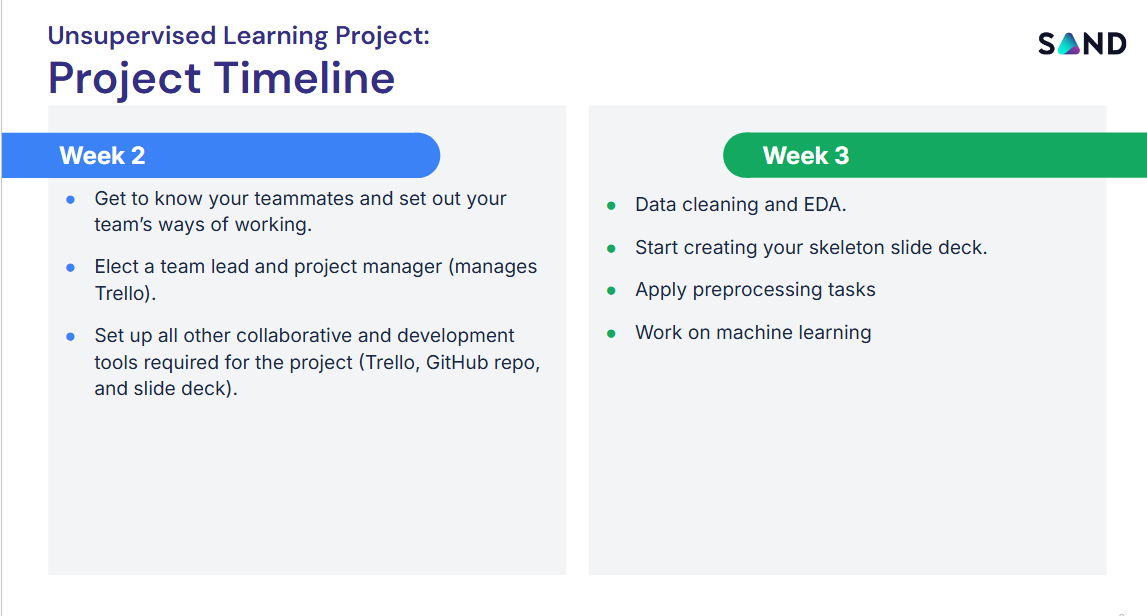 Unsupervised Learning Project:
Project Timeline
SAND
Week 2
● Get to know your teammates and set out your
team’s ways of working.
● Elect a team lead and project manager (manages
Trello).
● Set up all other collaborative and development
tools required for the project (Trello, GitHub repo,
and slide deck).
Week 3
● Data cleaning and EDA.
● Start creating your skeleton slide deck.
● Apply preprocessing tasks
● Work on machine learning